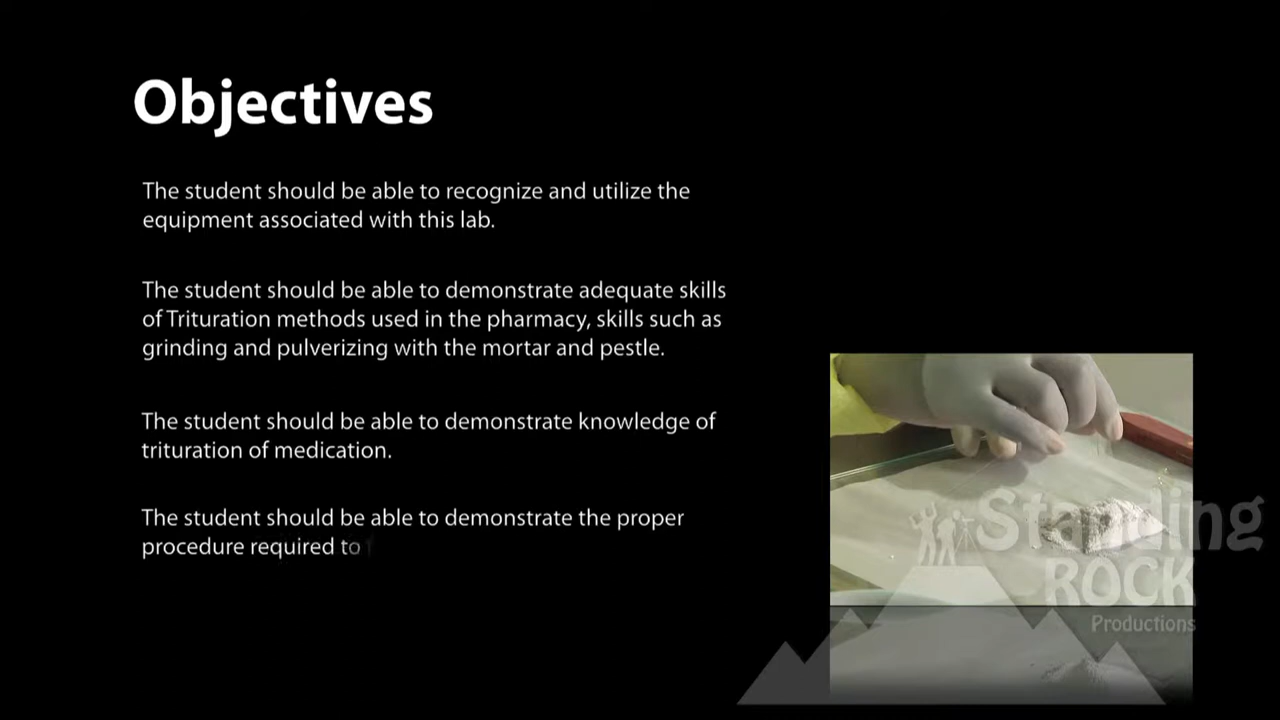 Objectives
The student should be able to recognize and utilize the
equipment associated with this lab.
The student should be able to demonstrate adequate skills
of Trituration methods used in the pharmacy, skills such as
grinding and pulverizing with the mortar and pestle.
The student should be able to demonstrate knowledge of
trituration of medication.
The student should be able to demonstrate the proper
procedure required to
Standing
ROCK
Productions